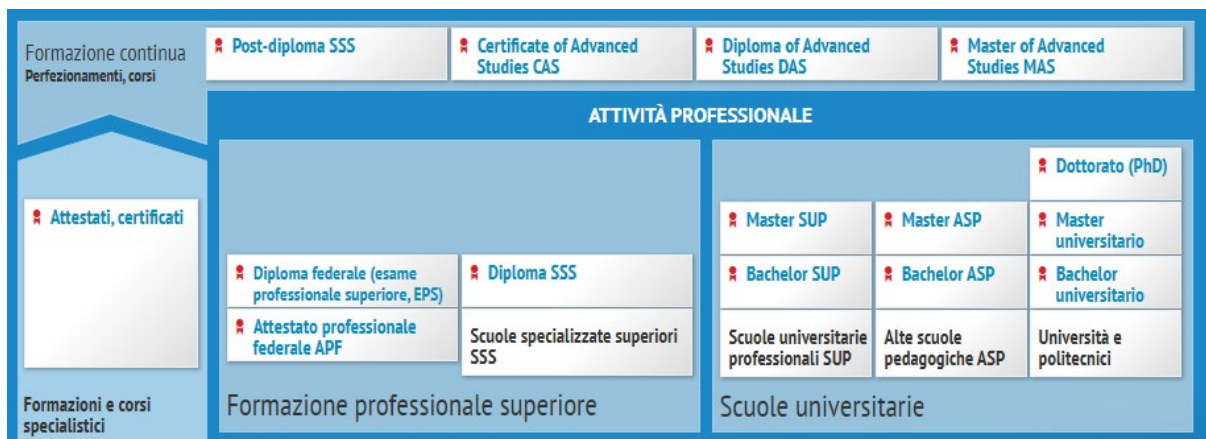 Formazione continua
Perfezionamenti, corsi
Post-diploma SSS
Certificate of Advanced
Studies CAS
Diploma of Advanced
Studies DAS
Master of Advanced
Studies MAS
ATTIVITÀ PROFESSIONALE
Attestati, certificati
Formazioni e corsi
specialistici
Diploma federale (esame
professionale superiore, EPS)
Attestato professionale
federale APF
Diploma SSS
Scuole specializzate superiori
SSS
Formazione professionale superiore
Dottorato (PhD)
Master SUP
Master ASP
Master
universitario
Bachelor SUP
Bachelor ASP
Bachelor
universitario
Scuole universitarie
professionali SUP
Alte scuole
pedagogiche ASP
Università e
politecnici
Scuole universitarie